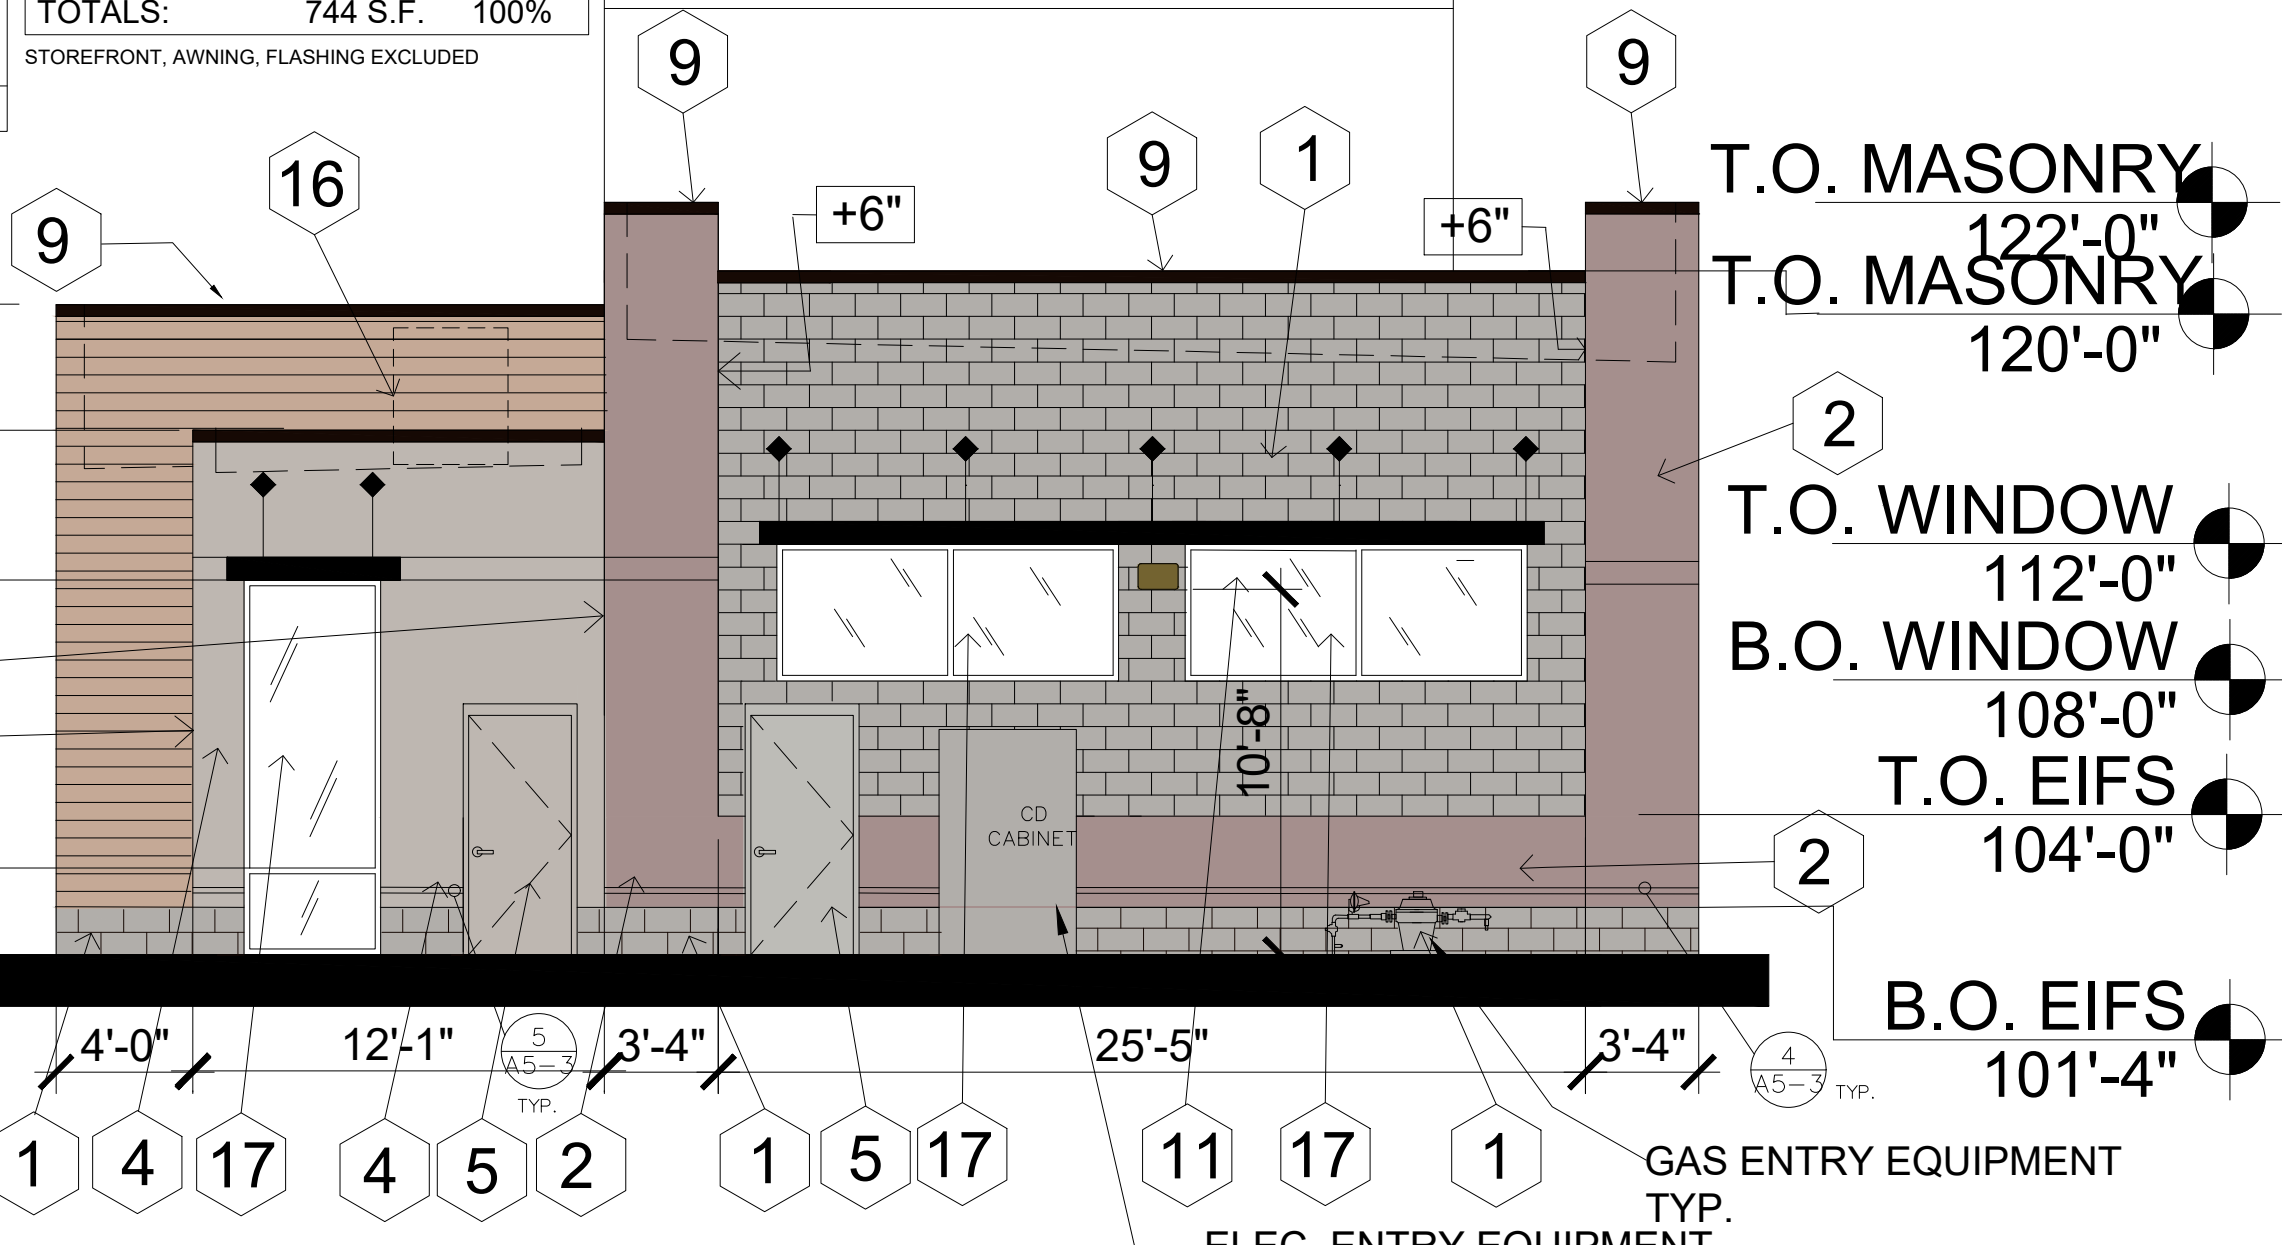 TOTALS: 744 S.F. 100%
STOREFRONT, AWNING, FLASHING EXCLUDED
9
9
16
9
1
9
+6"
+6"
T.O. MASONRY
122'-0"
T.O. MASONRY
120'-0"
2
T.O. WINDOW
112'-0"
B.O. WINDOW
108'-0"
10'-8"
T.O. EIFS
104'-0"
CD
CABINET
2
B.O. EIFS
101'-4"
4'-0"
12'-1"
5
A5-3
TYP.
3'-4"
25'-5"
3'-4"
4
A5-3
TYP.
1
4
17
4
5
2
1
5
17
11
17
1
GAS ENTRY EQUIPMENT
TYP.
ELEC. ENTRY EQUIPMENT